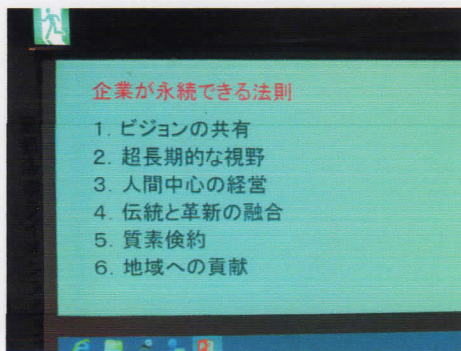 企業が永続できる法則
1. ビジョンの共有
2. 超長期的な視野
3. 人間中心の経営
4. 伝統と革新の融合
5. 質素倹約
6. 地域への貢献